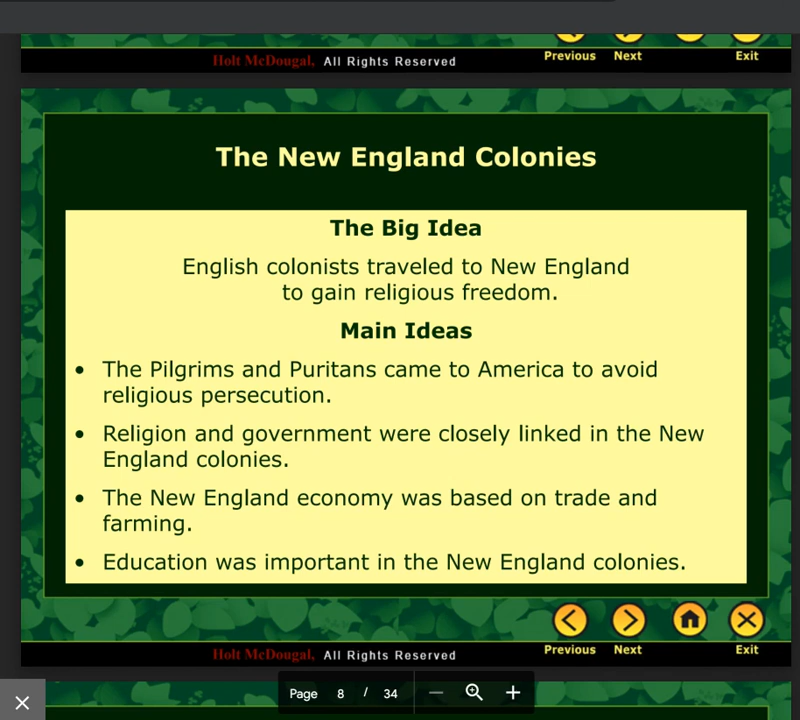 Holt McDougal, All Rights Reserved
Previous Next Exit
The New England Colonies
The Big Idea
English colonists traveled to New England
to gain religious freedom.
Main Ideas
• The Pilgrims and Puritans came to America to avoid
religious persecution.
• Religion and government were closely linked in the New
England colonies.
• The New England economy was based on trade and
farming.
• Education was important in the New England colonies.
Previous Next Exit
Holt McDougal, All Rights Reserved
Page 8 / 34